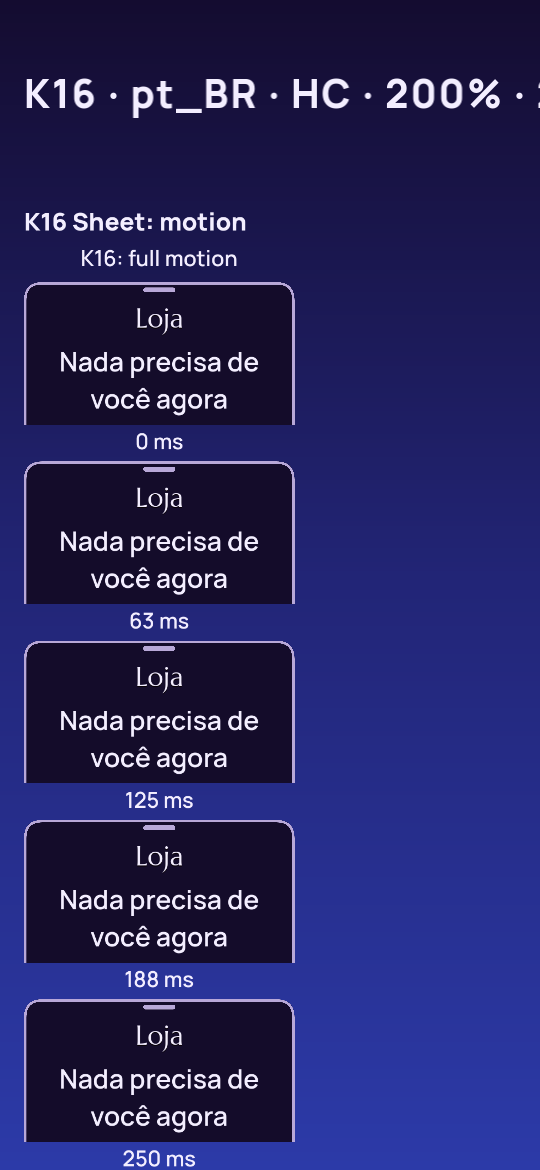 K16 · pt_BR · HC · 200% ·
K16 Sheet: motion
K16: full motion
Loja
Nada precisa de
você agora
0 ms
Loja
Nada precisa de
você agora
63 ms
Loja
Nada precisa de
você agora
125 ms
Loja
Nada precisa de
você agora
188 ms
Loja
Nada precisa de
você agora
250 ms